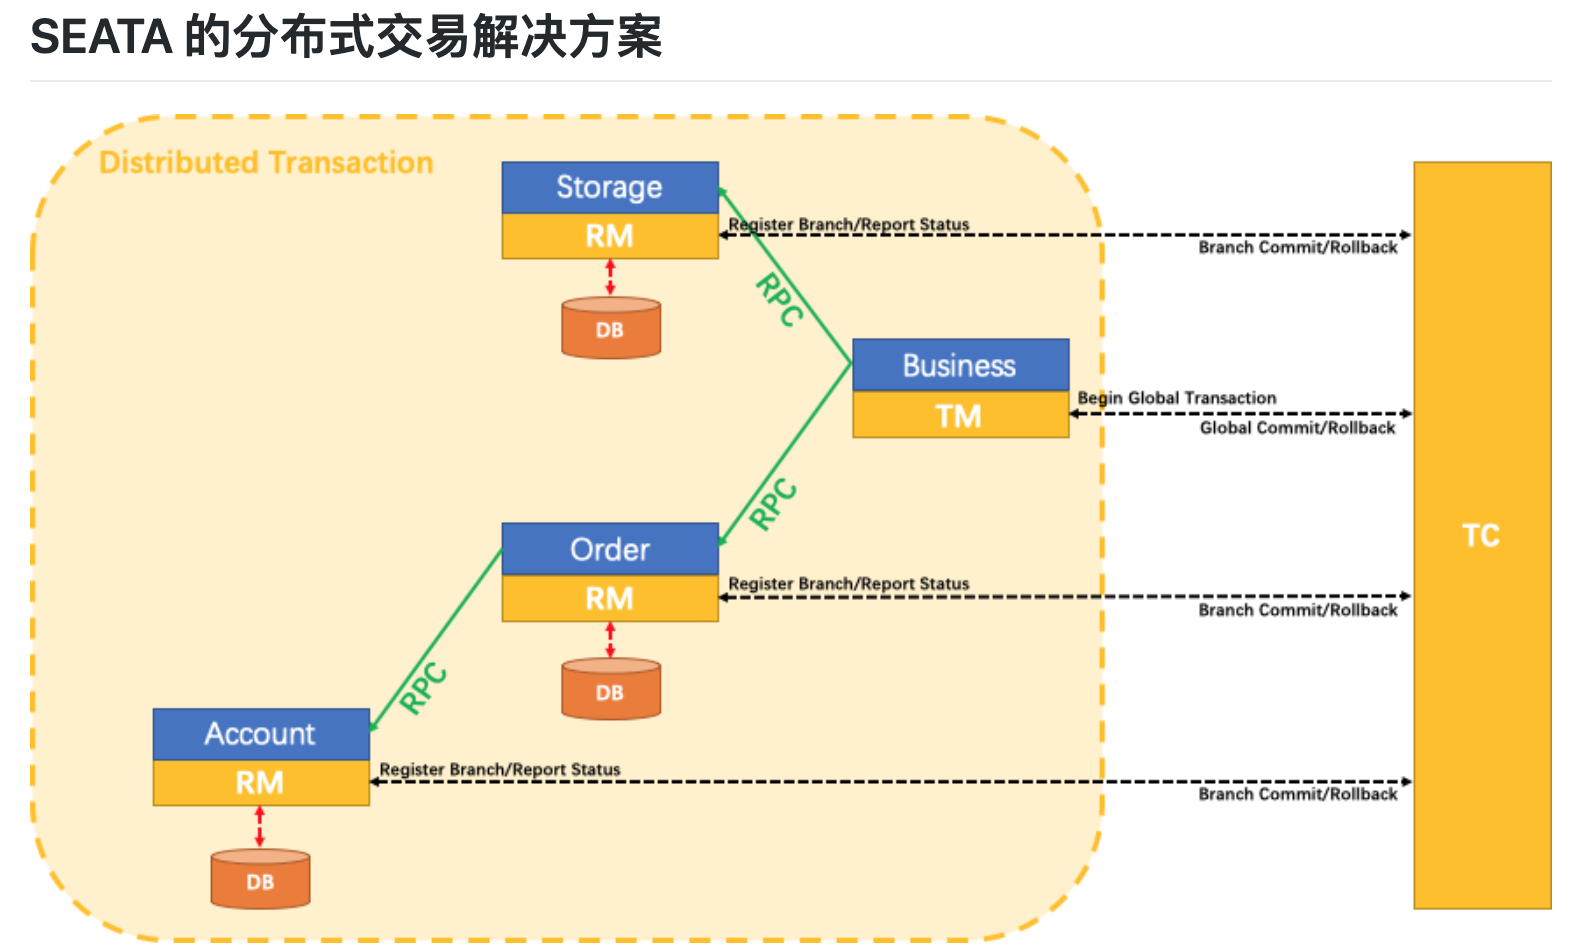 SEATA 的分布式交易解决方案
Distributed Transaction
Storage
RM
Register Branch/Report Status
Branch Commit/Rollback
RPC
DB
Business
TM
Begin Global Transaction
Global Commit/Rollback
RPC
TC
Order
RM
Register Branch/Report Status
Branch Commit/Rollback
RPC
DB
Account
RM
Register Branch/Report Status
Branch Commit/Rollback
DB